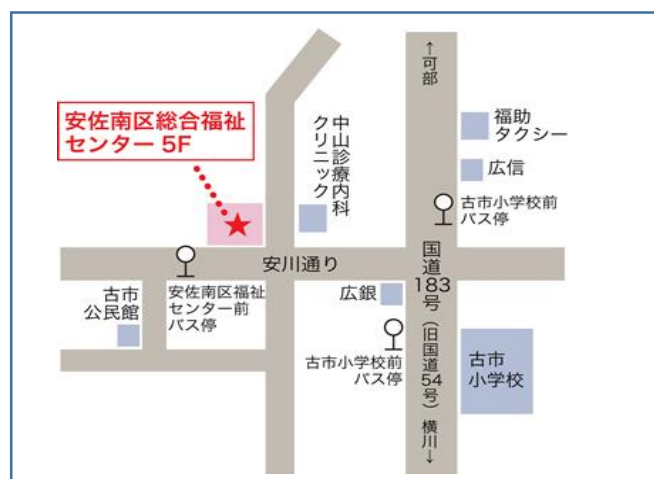 安佐南区総合福祉
センター 5F
中山診療内科
クリニック
↑可部
福助
タクシー
広信
古市小学校前
バス停
安川通り
国道183号（旧国道54号）
横川↓
古市
公民館
安佐南区福祉
センター前
バス停
広銀
古市小学校前
バス停
古市
小学校